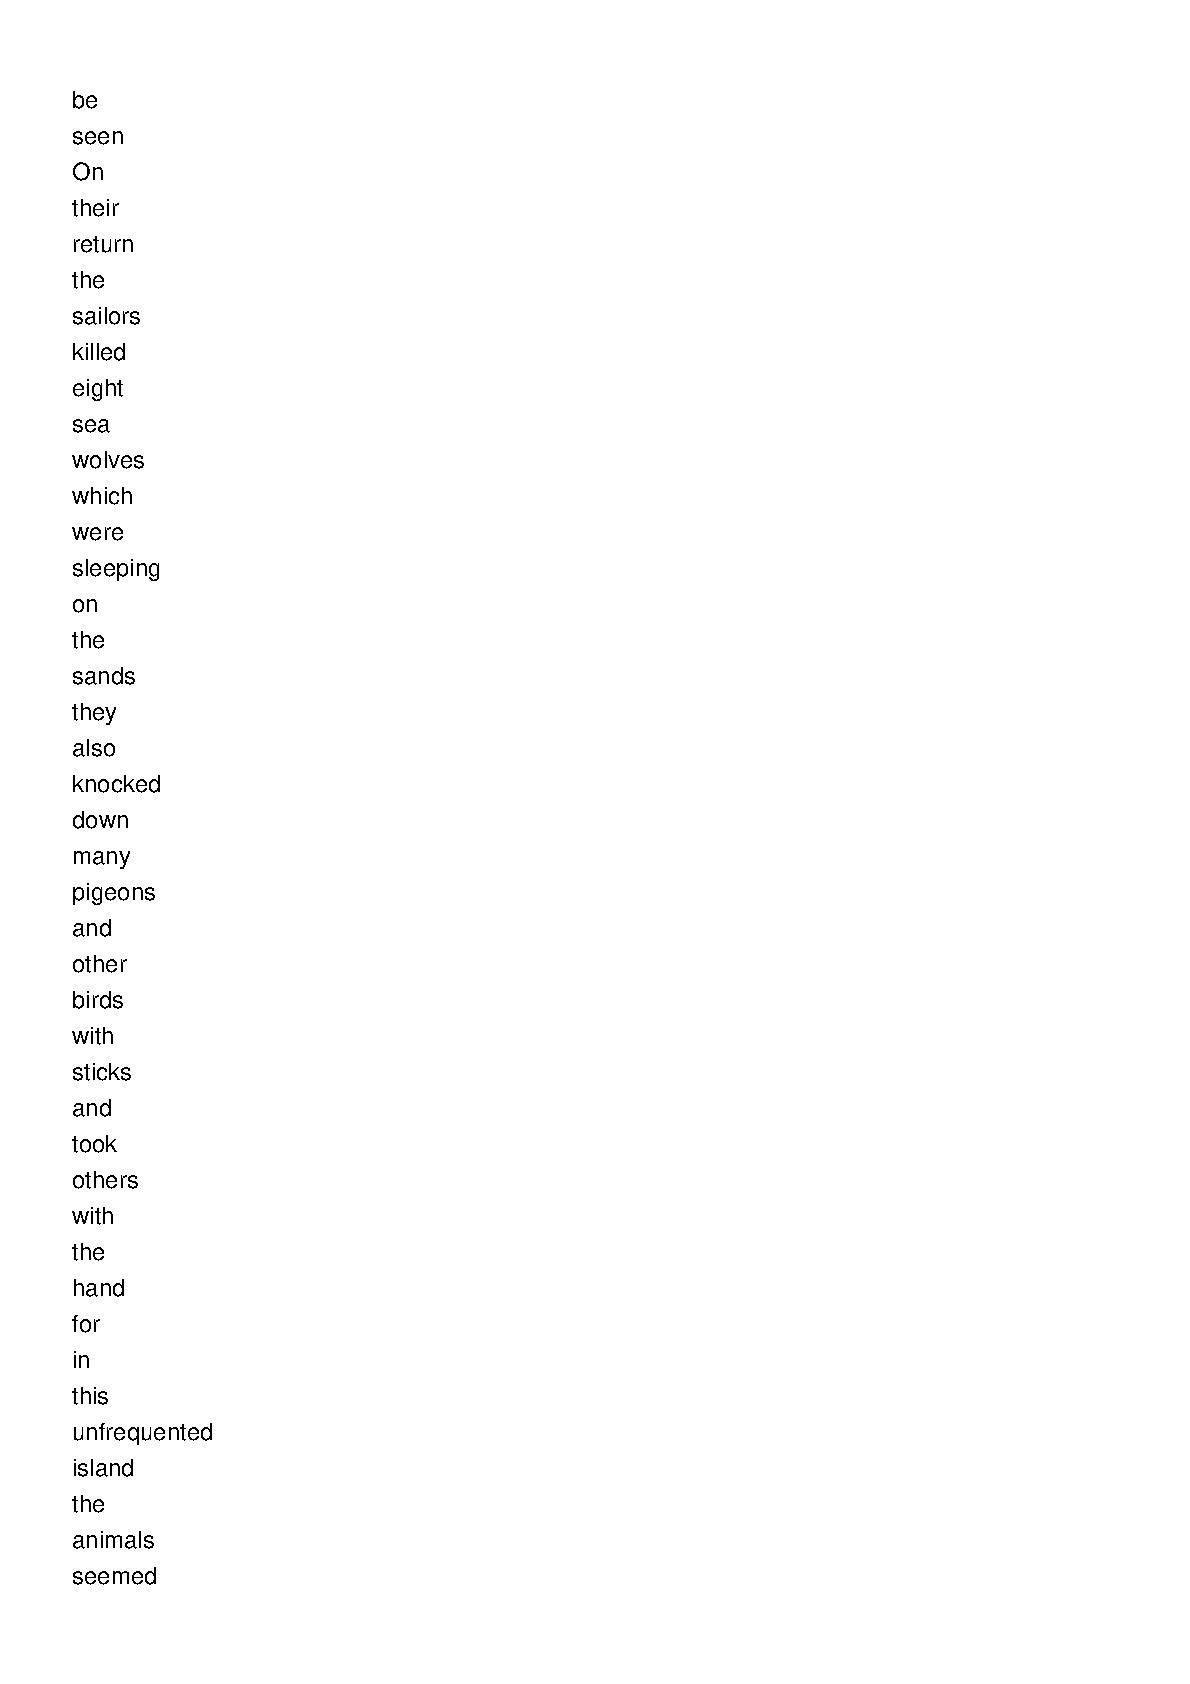 be
seen
On
their
return
the
sailors
killed
eight
sea
wolves
which
were
sleeping
on
the
sands
they
also
knocked
down
many
pigeons
and
other
birds
with
sticks
and
took
others
with
the
hand
for
in
this
unfrequented
island
the
animals
seemed